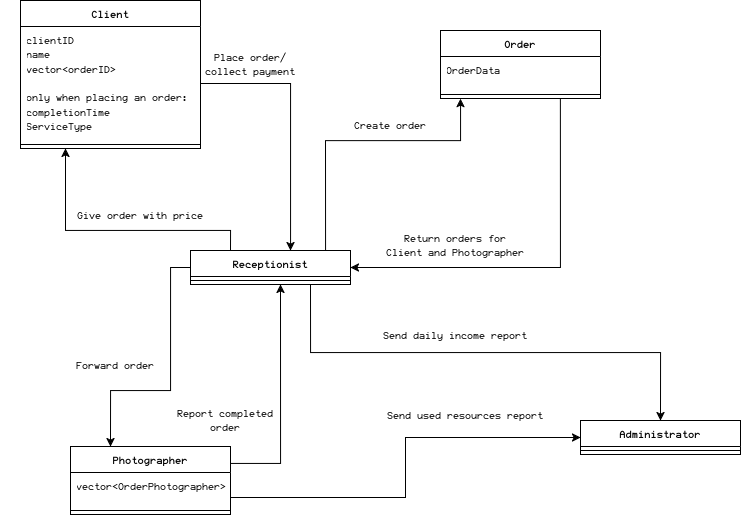 Client
clientID
name
vector<orderID>
only when placing an order:
completionTime
ServiceType
Place order/
collect payment
Order
OrderData
Create order
Give order with price
Return orders for
Client and Photographer
Receptionist
Send daily income report
Forward order
Report completed
order
Send used resources report
Administrator
Photographer
vector<OrderPhotographer>